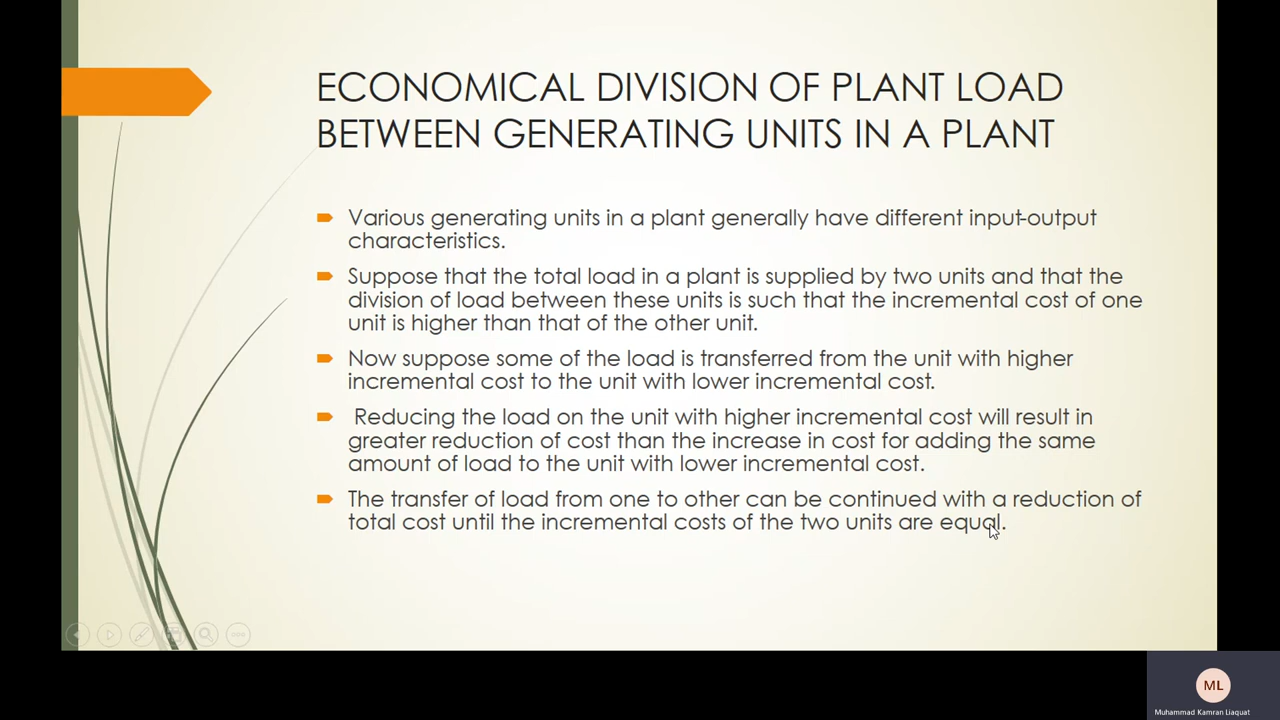 ECONOMICAL DIVISION OF PLANT LOAD
BETWEEN GENERATING UNITS IN A PLANT
Various generating units in a plant generally have different input-output
characteristics.
Suppose that the total load in a plant is supplied by two units and that the
division of load between these units is such that the incremental cost of one
unit is higher than that of the other unit.
Now suppose some of the load is transferred from the unit with higher
incremental cost to the unit with lower incremental cost.
Reducing the load on the unit with higher incremental cost will result in
greater reduction of cost than the increase in cost for adding the same
amount of load to the unit with lower incremental cost.
The transfer of load from one to other can be continued with a reduction of
total cost until the incremental costs of the two units are equal.
ML
Muhammad Kamran Liaquat